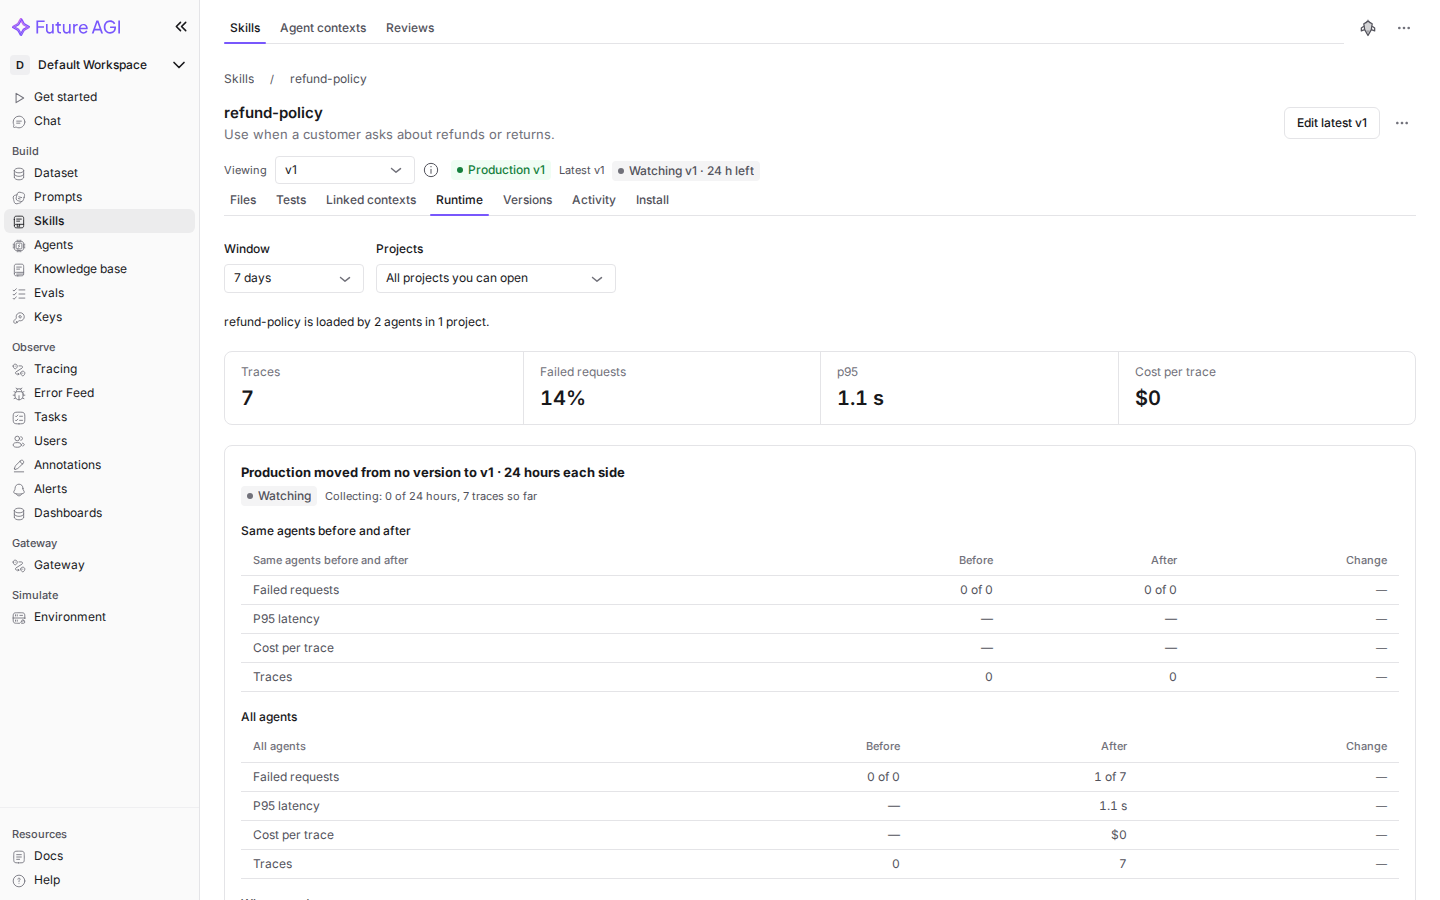 Future AGI
D Default Workspace
Get started
Chat
Build
Dataset
Prompts
Skills
Agents
Knowledge base
Evals
Keys
Observe
Tracing
Error Feed
Tasks
Users
Annotations
Alerts
Dashboards
Gateway
Gateway
Simulate
Environment
Resources
Docs
Help
Skills Agent contexts Reviews
Skills / refund-policy
refund-policy
Use when a customer asks about refunds or returns.
Edit latest v1
Viewing v1 Production v1 Latest v1 Watching v1 · 24 h left
Files Tests Linked contexts Runtime Versions Activity Install
Window Projects
7 days All projects you can open
refund-policy is loaded by 2 agents in 1 project.
Traces Failed requests p95 Cost per trace
7 14% 1.1 s $0
Production moved from no version to v1 · 24 hours each side
Watching Collecting: 0 of 24 hours, 7 traces so far
Same agents before and after
Same agents before and after Before After Change
Failed requests 0 of 0 0 of 0 —
P95 latency — — —
Cost per trace — — —
Traces 0 0 —
All agents
All agents Before After Change
Failed requests 0 of 0 1 of 7 —
P95 latency — 1.1 s —
Cost per trace — $0 —
Traces 0 7 —